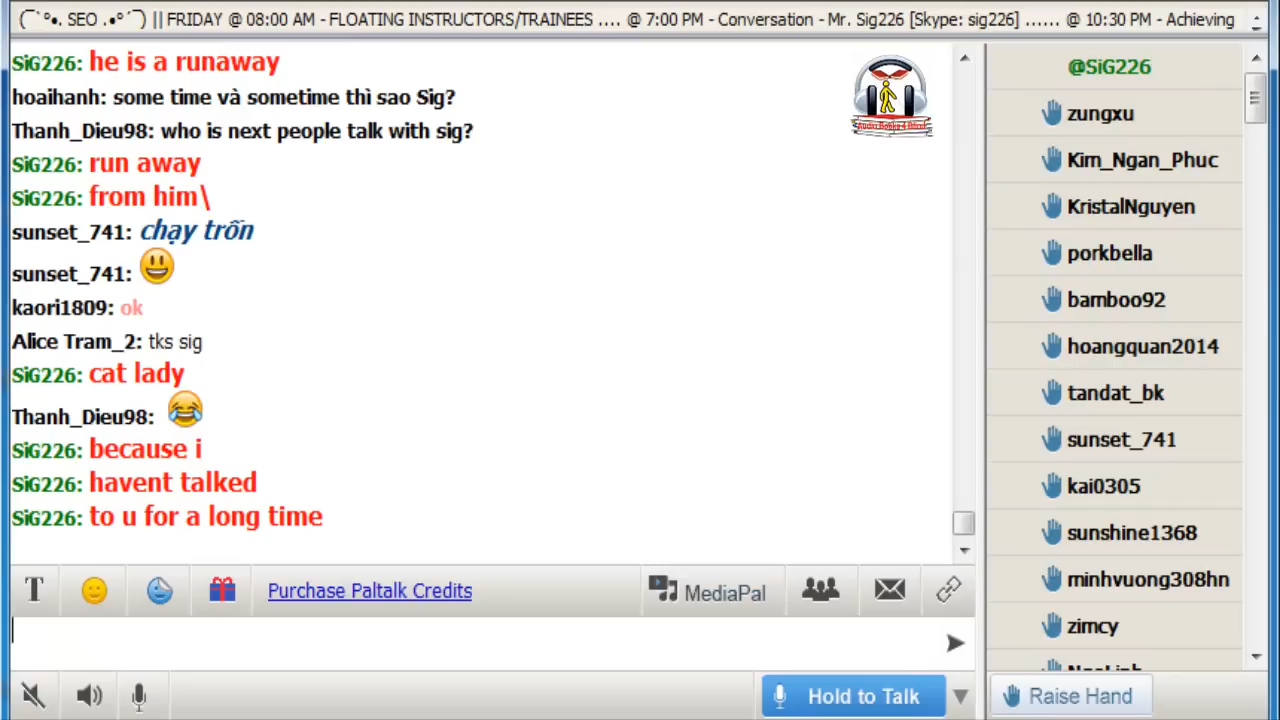 (¯`°•. SEO .•°´¯) || FRIDAY @ 08:00 AM - FLOATING INSTRUCTORS/TRAINEES .... @ 7:00 PM - Conversation - Mr. Sig226 [Skype: sig226] ...... @ 10:30 PM - Achieving
SiG226: he is a runaway
hoaihanh: some time và sometime thì sao Sig?
Thanh_Dieu98: who is next people talk with sig?
SiG226: run away
SiG226: from him\
sunset_741: chạy trốn
sunset_741: 😃
kaori1809: ok
Alice Tram_2: tks sig
SiG226: cat lady
Thanh_Dieu98: 😂
SiG226: because i
SiG226: havent talked
SiG226: to u for a long time
T
Purchase Paltalk Credits
MediaPal
Hold to Talk
@SiG226
zungxu
Kim_Ngan_Phuc
KristalNguyen
porkbella
bamboo92
hoangquan2014
tandat_bk
sunset_741
kai0305
sunshine1368
minhvuong308hn
zimcy
Raise Hand